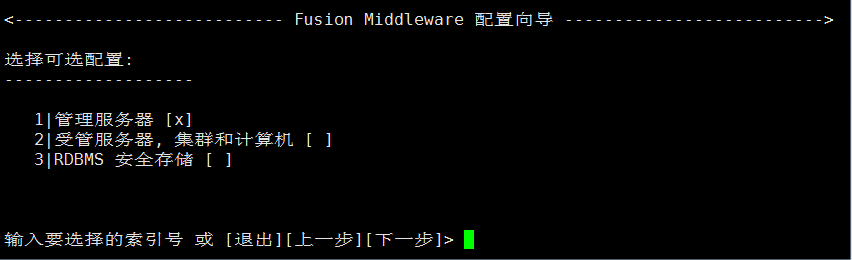 <---------------------------- Fusion Middleware 配置向导 -------------------------->
选择可选配置:
-------------------
1|管理服务器 [x]
2|受管服务器, 集群和计算机 [ ]
3|RDBMS 安全存储 [ ]
输入要选择的索引号 或 [退出][上一步][下一步]>